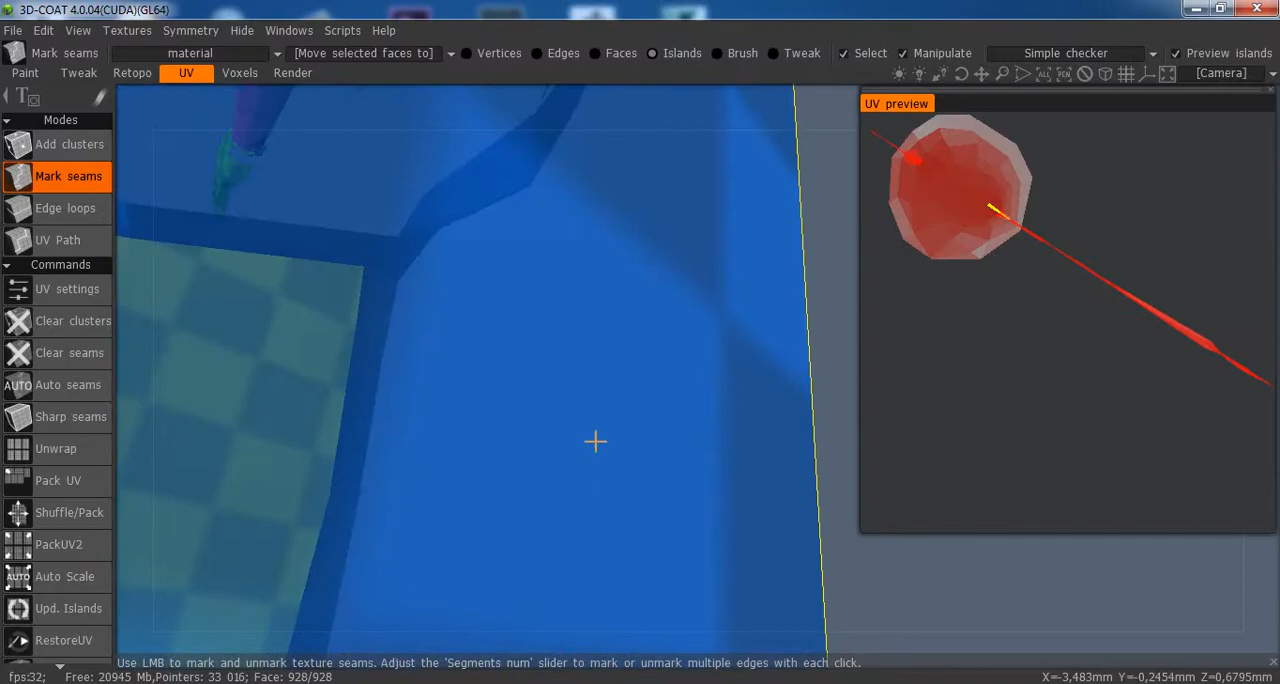 3D-COAT 4.0.04(CUDA)(GL64)
File Edit View Textures Symmetry Hide Windows Scripts Help
Mark seams material [Move selected faces to] Vertices Edges Faces Islands Brush Tweak Select Manipulate Simple checker Preview islands
Paint Tweak Retopo UV Voxels Render ALL PEN [Camera]
UV preview
Modes
Add clusters
Mark seams
Edge loops
UV Path
Commands
UV settings
Clear clusters
Clear seams
AUTO Auto seams
Sharp seams
Unwrap
Pack UV
Shuffle/Pack
PackUV2
AUTO Auto Scale
Upd. Islands
RestoreUV
Use LMB to mark and unmark texture seams. Adjust the 'Segments num' slider to mark or unmark multiple edges with each click.
fps:32; Free: 20945 Mb,Pointers: 33 016; Face: 928/928 X=-3,483mm Y=-0,2454mm Z=0,6795mm